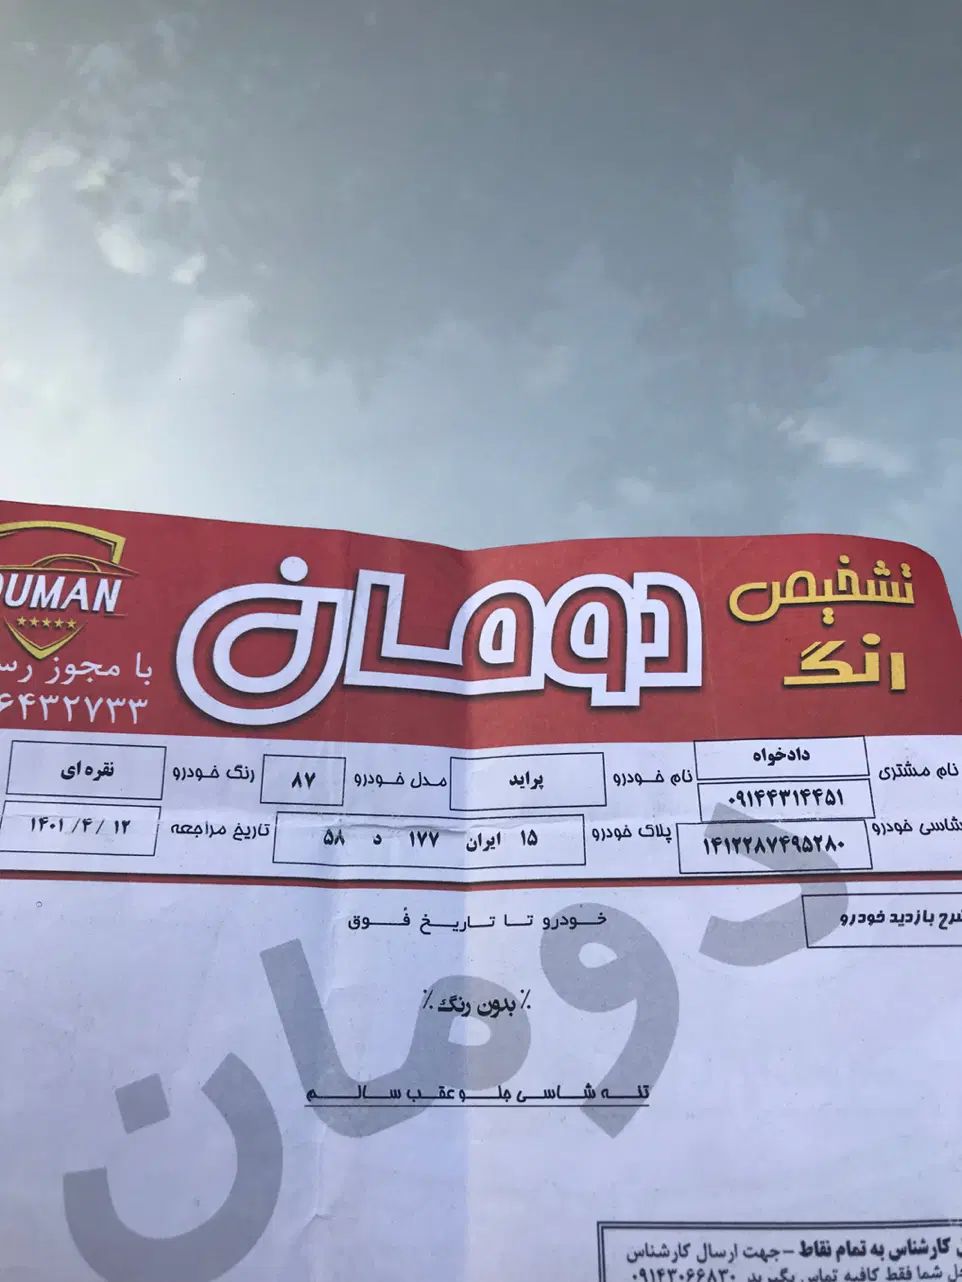 تشخیص
رنگ
دومان
DUMAN
با مجوز رس
۶۴۳۲۷۳۳
نام مشتری دادخواه نام خودرو پراید مدل خودرو ۸۷ رنگ خودرو نقره ای
۰۹۱۴۴۳۱۴۴۵۱
شاسی خودرو ۱۴۱۲۲۸۷۴۹۵۲۸۰ پلاک خودرو ۱۵ ایران ۱۷۷ د ۵۸ تاریخ مراجعه ۱۴۰۱/۴/۱۲
شرح بازدید خودرو
خودرو تا تاریخ فوق
٪ بدون رنگ ٪
تنه شاسی جلو عقب سالم
دومان
کارشناس به تمام نقاط - جهت ارسال کارشناس
محل شما فقط کافیه تماس بگیرید ۰۹۱۴۳۰۶۶۸۳۰